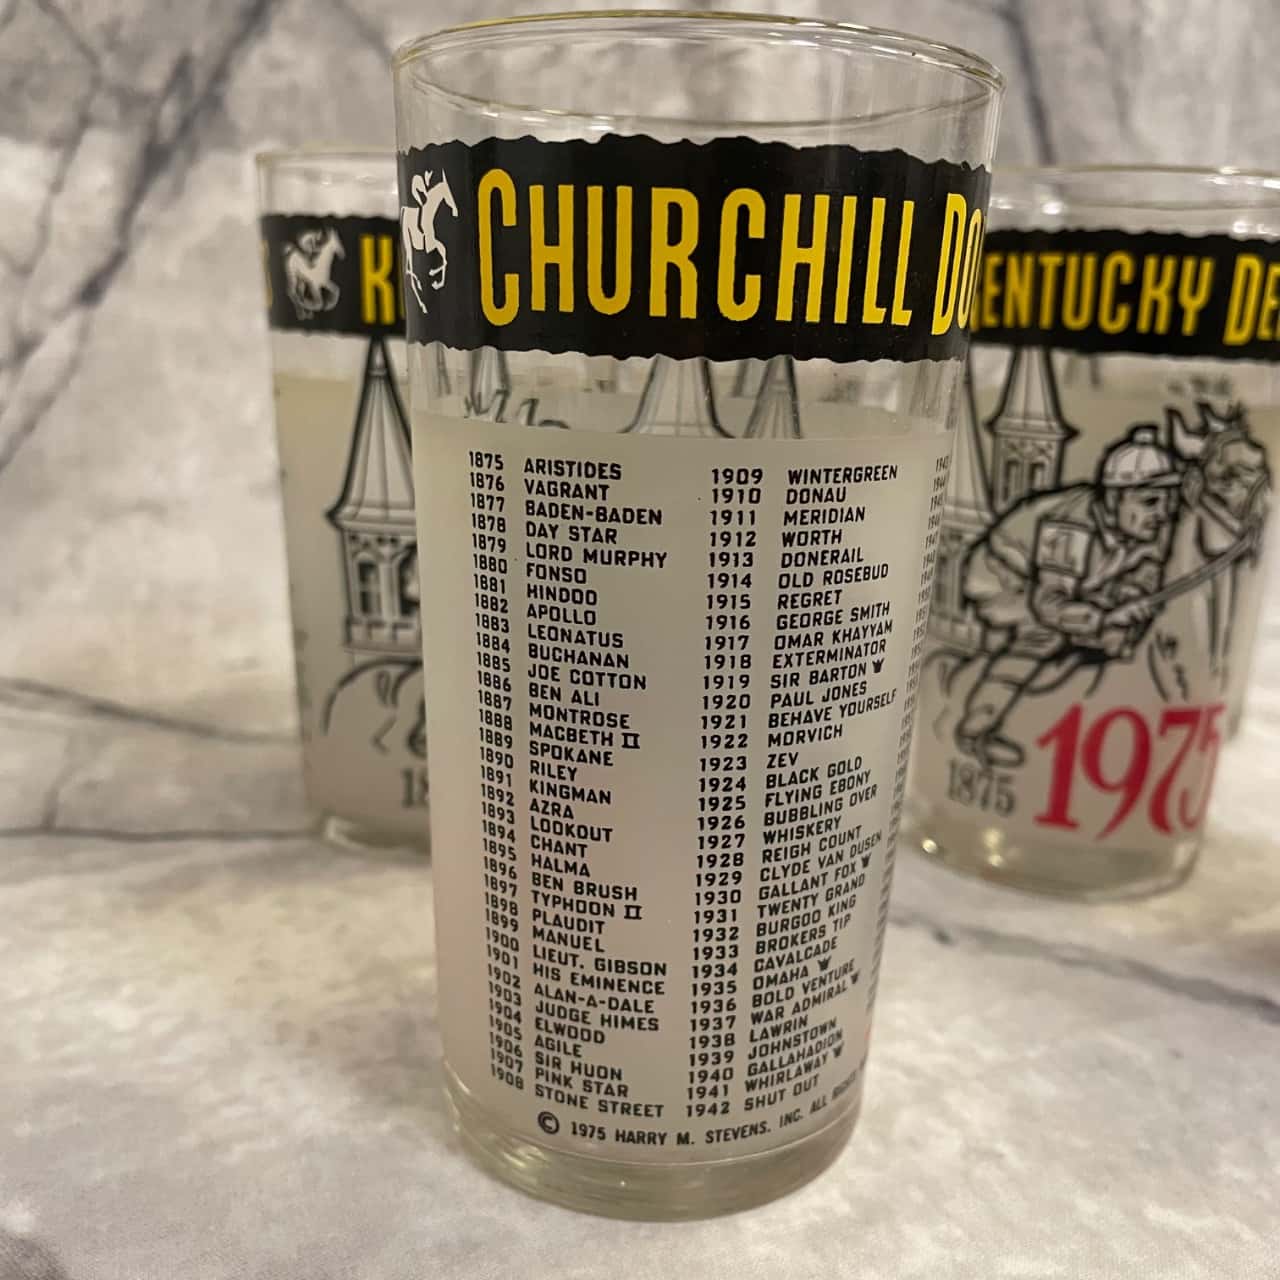 CHURCHILL DO
1875 ARISTIDES
1876 VAGRANT
1877 BADEN-BADEN
1878 DAY STAR
1879 LORD MURPHY
1880 FONSO
1881 HINDOO
1882 APOLLO
1883 LEONATUS
1884 BUCHANAN
1885 JOE COTTON
1886 BEN ALI
1887 MONTROSE
1888 MACBETH II
1889 SPOKANE
1890 RILEY
1891 KINGMAN
1892 AZRA
1893 LOOKOUT
1894 CHANT
1895 HALMA
1896 BEN BRUSH
1897 TYPHOON II
1898 PLAUDIT
1899 MANUEL
1900 LIEUT. GIBSON
1901 HIS EMINENCE
1902 ALAN-A-DALE
1903 JUDGE HIMES
1904 ELWOOD
1905 AGILE
1906 SIR HUON
1907 PINK STAR
1908 STONE STREET
1909 WINTERGREEN
1910 DONAU
1911 MERIDIAN
1912 WORTH
1913 DONERAIL
1914 OLD ROSEBUD
1915 REGRET
1916 GEORGE SMITH
1917 OMAR KHAYYAM
1918 EXTERMINATOR
1919 SIR BARTON
1920 PAUL JONES
1921 BEHAVE YOURSELF
1922 MORVICH
1923 ZEV
1924 BLACK GOLD
1925 FLYING EBONY
1926 BUBBLING OVER
1927 WHISKERY
1928 REIGH COUNT
1929 CLYDE VAN DUSEN
1930 GALLANT FOX
1931 TWENTY GRAND
1932 BURGOO KING
1933 BROKERS TIP
1934 CAVALCADE
1935 OMAHA
1936 BOLD VENTURE
1937 WAR ADMIRAL
1938 LAWRIN
1939 JOHNSTOWN
1940 GALLAHADION
1941 WHIRLAWAY
1942 SHUT OUT
© 1975 HARRY M. STEVENS. INC. ALL RIGHTS
K
ENTUCKY DE
1
1875 1975